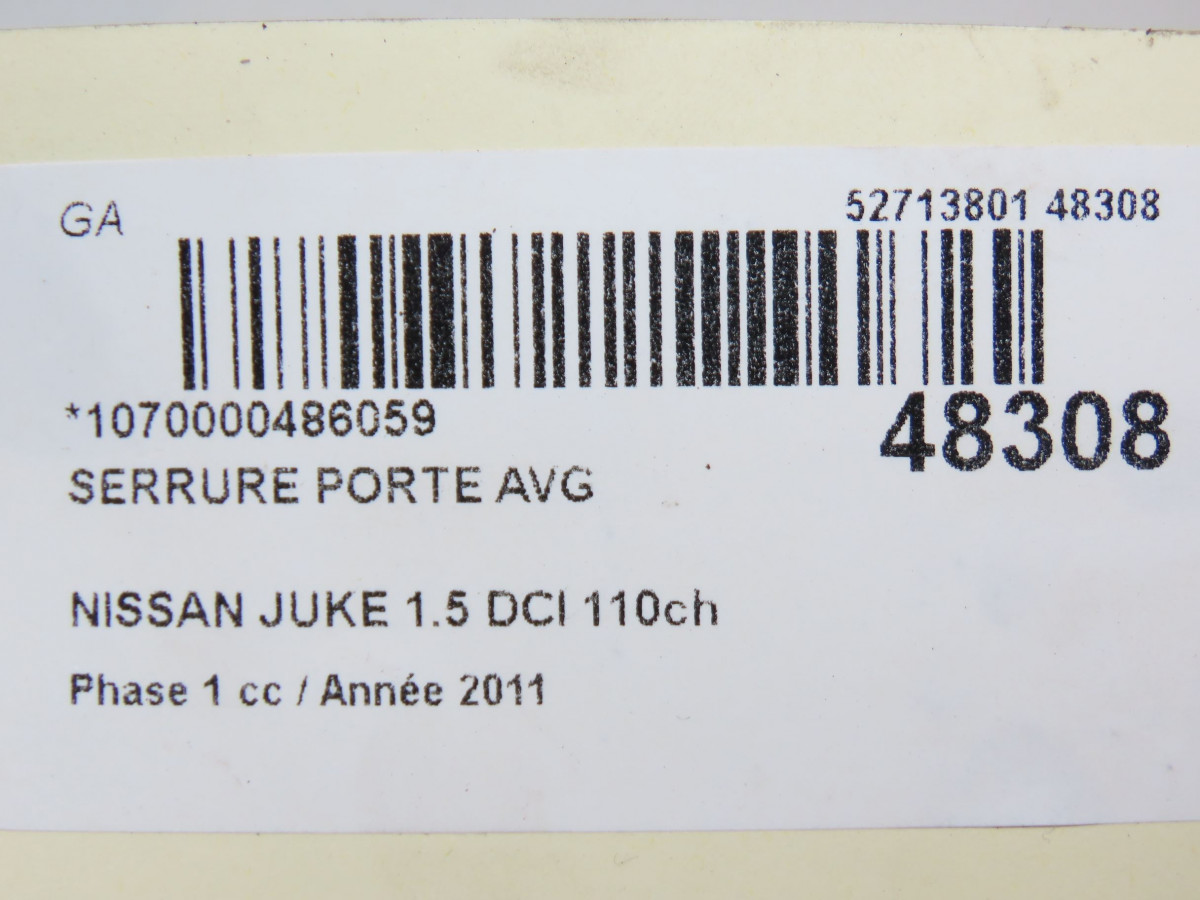 GA
52713801 48308
*1070000486059
48308
SERRURE PORTE AVG
NISSAN JUKE 1.5 DCI 110ch
Phase 1 cc / Année 2011